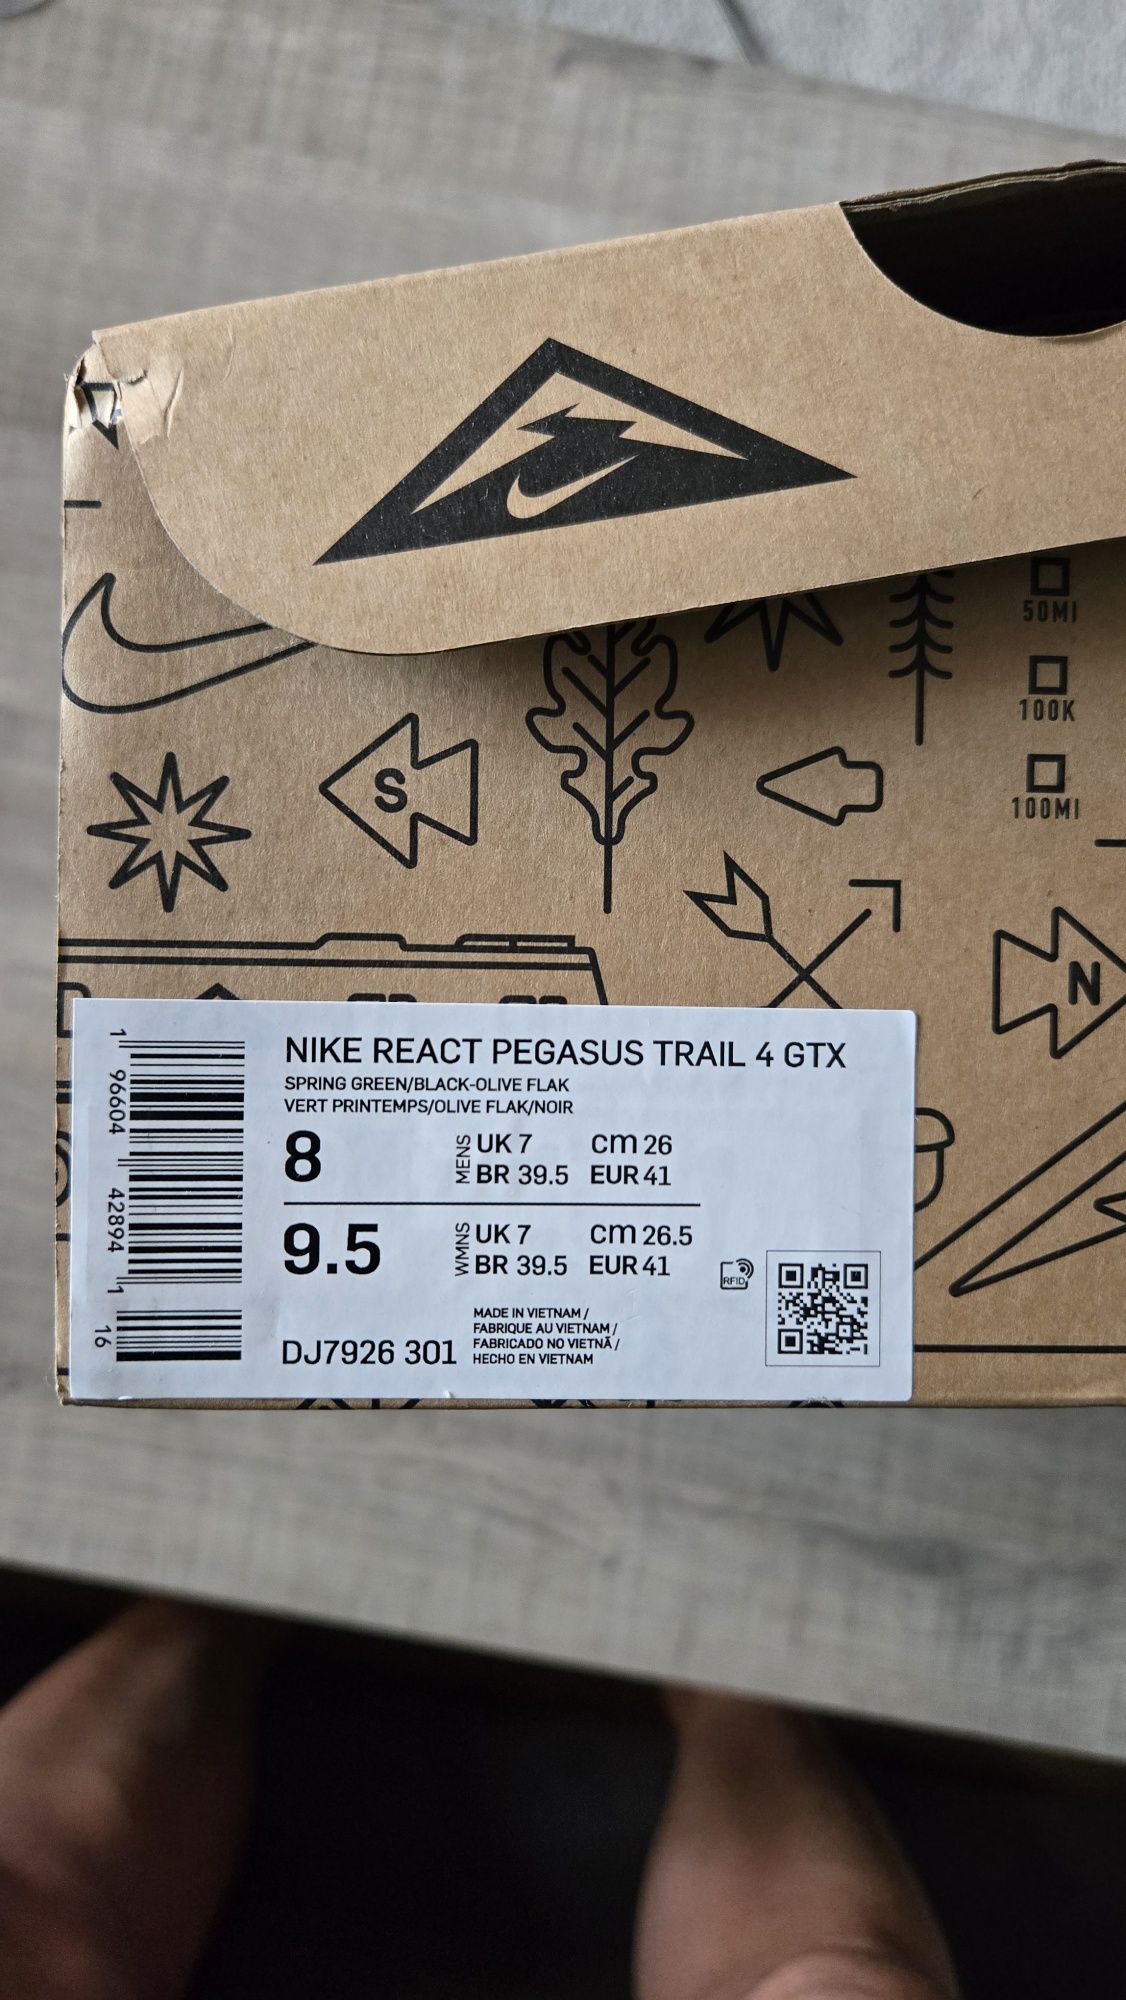 50MI
100K
100MI
S
N
NIKE REACT PEGASUS TRAIL 4 GTX
SPRING GREEN/BLACK-OLIVE FLAK
VERT PRINTEMPS/OLIVE FLAK/NOIR
8 MENS UK 7 cm 26
BR 39.5 EUR 41
9.5 WMNS UK 7 cm 26.5
BR 39.5 EUR 41
RFID
DJ7926 301
MADE IN VIETNAM /
FABRIQUE AU VIETNAM /
FABRICADO NO VIETNÃ /
HECHO EN VIETNAM
1 96604 42894 1 16